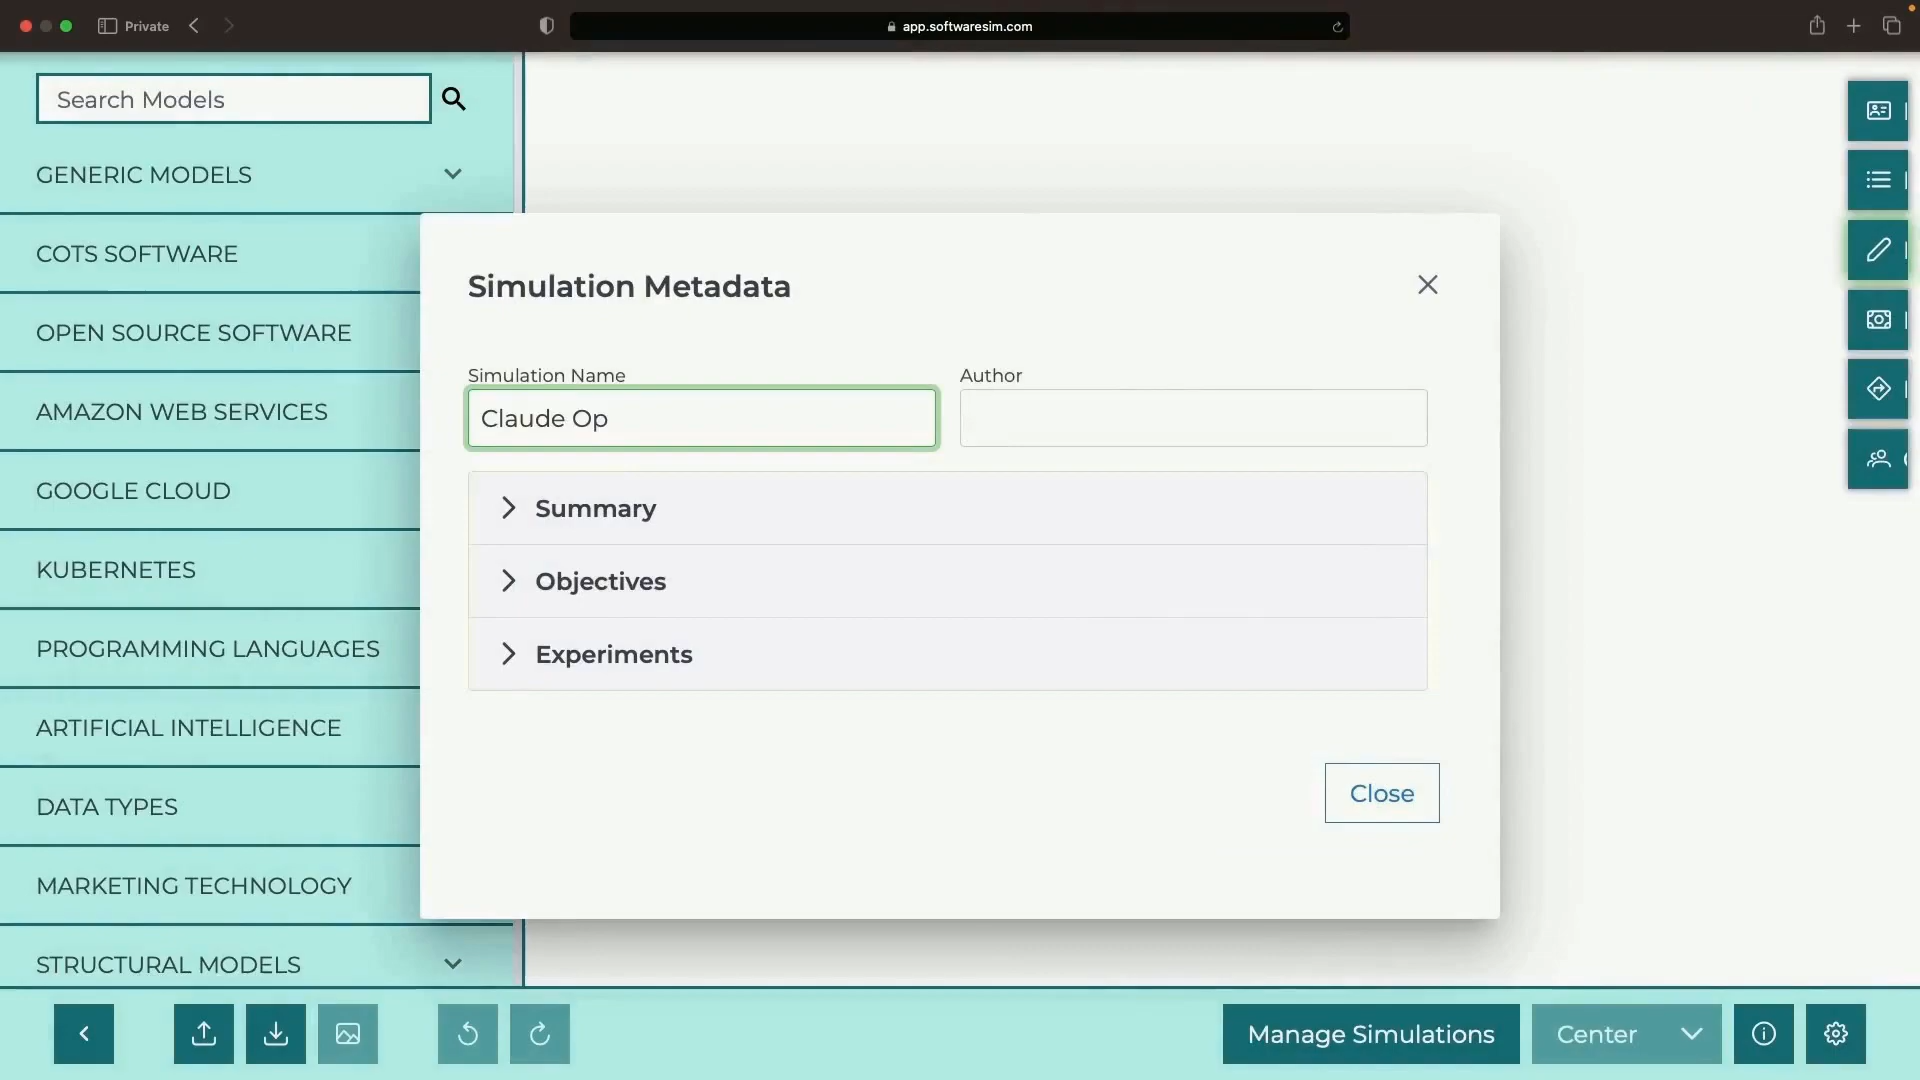 Private
app.softwaresim.com
Search Models
GENERIC MODELS
COTS SOFTWARE
OPEN SOURCE SOFTWARE
AMAZON WEB SERVICES
GOOGLE CLOUD
KUBERNETES
PROGRAMMING LANGUAGES
ARTIFICIAL INTELLIGENCE
DATA TYPES
MARKETING TECHNOLOGY
STRUCTURAL MODELS
Simulation Metadata
Simulation Name
Author
Claude Op
Summary
Objectives
Experiments
Close
Manage Simulations
Center